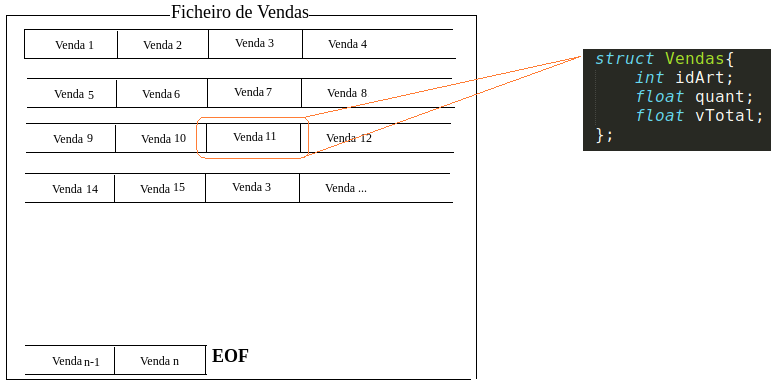 Ficheiro de Vendas
Venda 1 Venda 2 Venda 3 Venda 4
Venda 5 Venda 6 Venda 7 Venda 8
Venda 9 Venda 10 Venda 11 Venda 12
Venda 14 Venda 15 Venda 3 Venda ...
Venda n-1 Venda n EOF
struct Vendas{
int idArt;
float quant;
float vTotal;
};